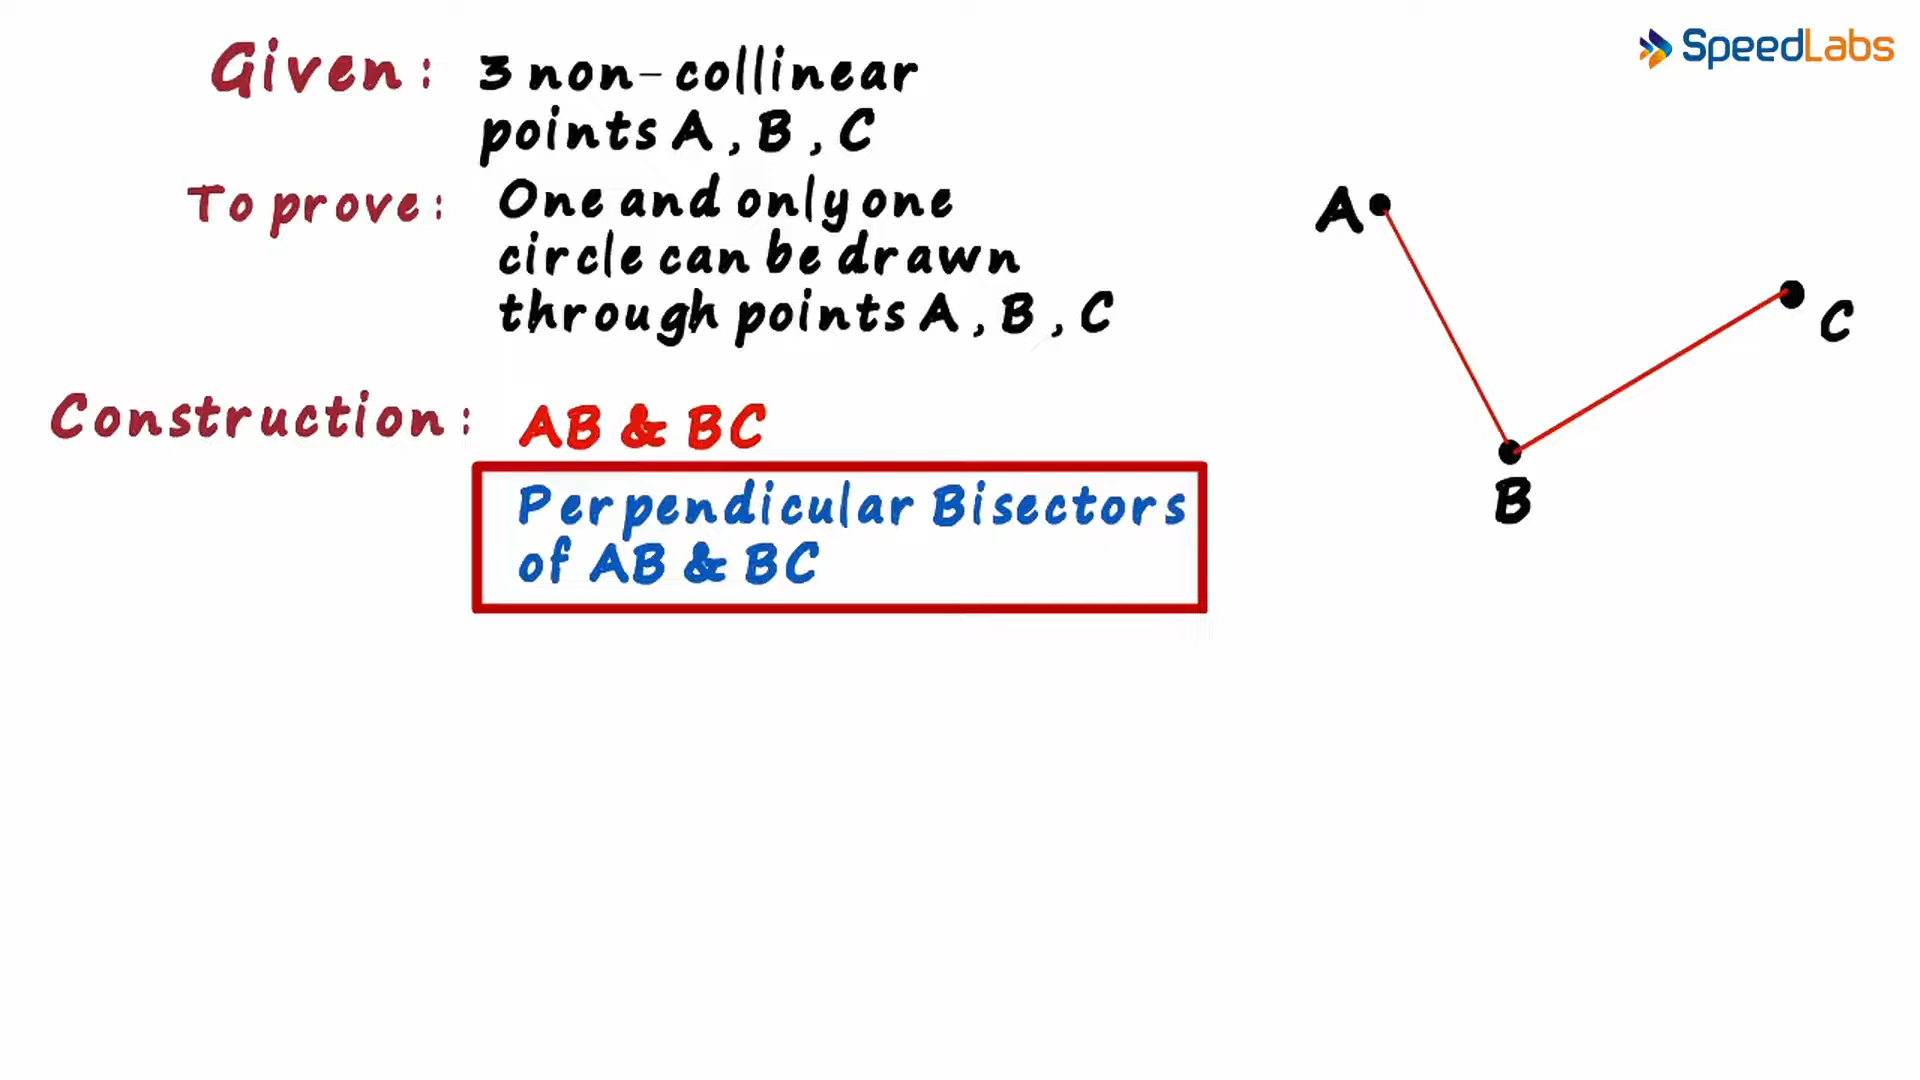 SpeedLabs
Given: 3 non-collinear
points A, B, C
To prove: One and only one
circle can be drawn
through points A, B, C
Construction: AB & BC
Perpendicular Bisectors
of AB & BC
A
C
B